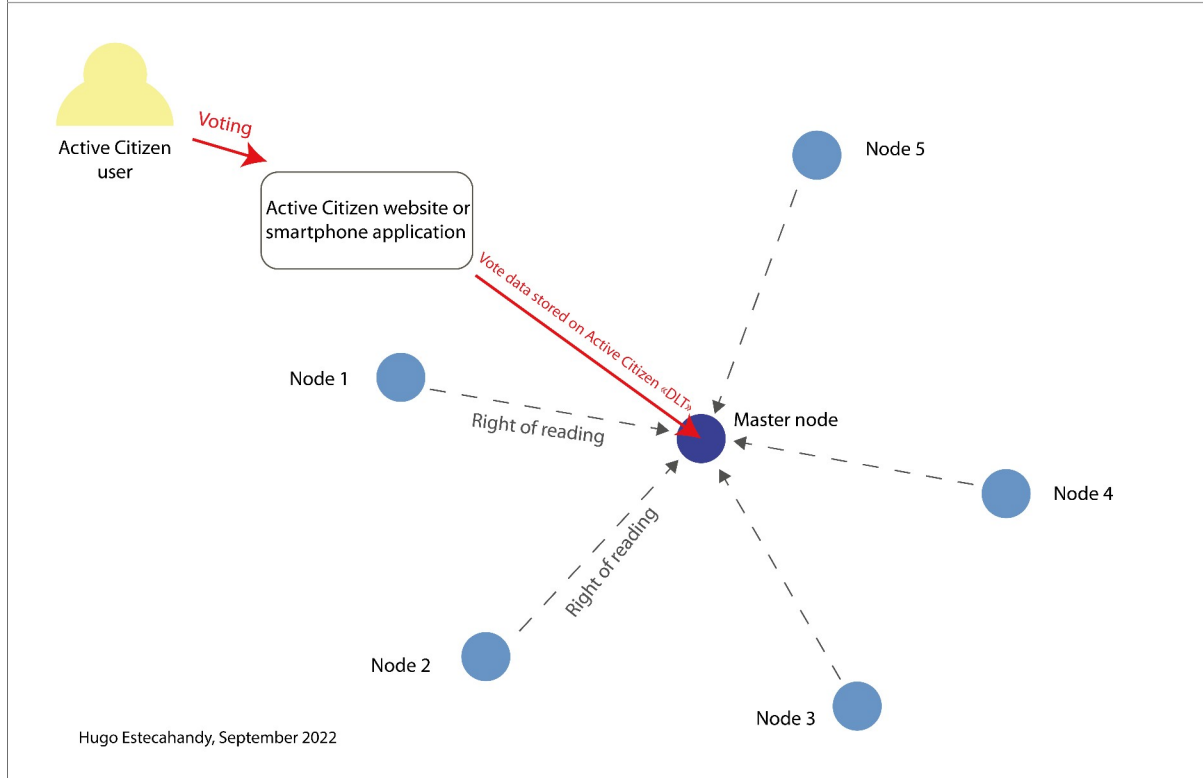 Active Citizen
user
Voting
Active Citizen website or
smartphone application
Vote data stored on Active Citizen «DLT»
Node 5
Node 1
Right of reading
Master node
Node 4
Right of reading
Node 2
Node 3
Hugo Estecahandy, September 2022